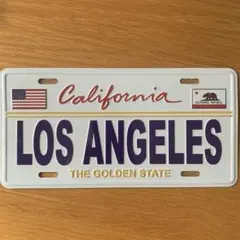 California
LOS ANGELES
THE GOLDEN STATE